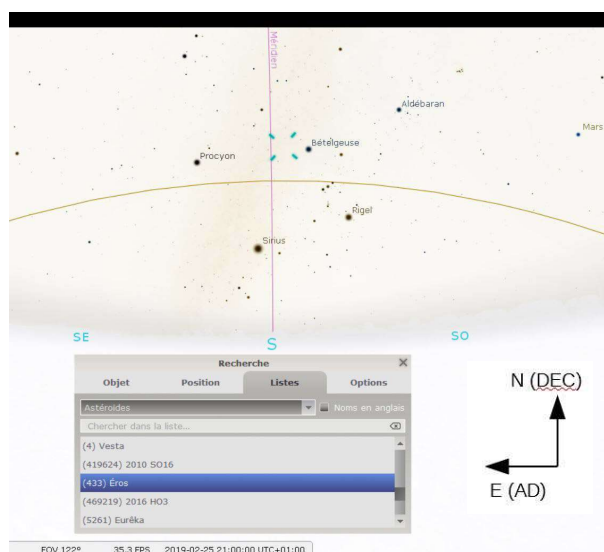 Méridien
Aldébaran
Mars
Bételgeuse
Procyon
Rigel
Sirius
SE
S
SO
Recherche
Objet Position Listes Options
Astéroïdes Noms en anglais
Chercher dans la liste...
(4) Vesta
(419624) 2010 SO16
(433) Éros
(469219) 2016 HO3
(5261) Eurêka
N (DEC)
E (AD)
FOV 122° 35.3 FPS 2019-02-25 21:00:00 UTC+01:00